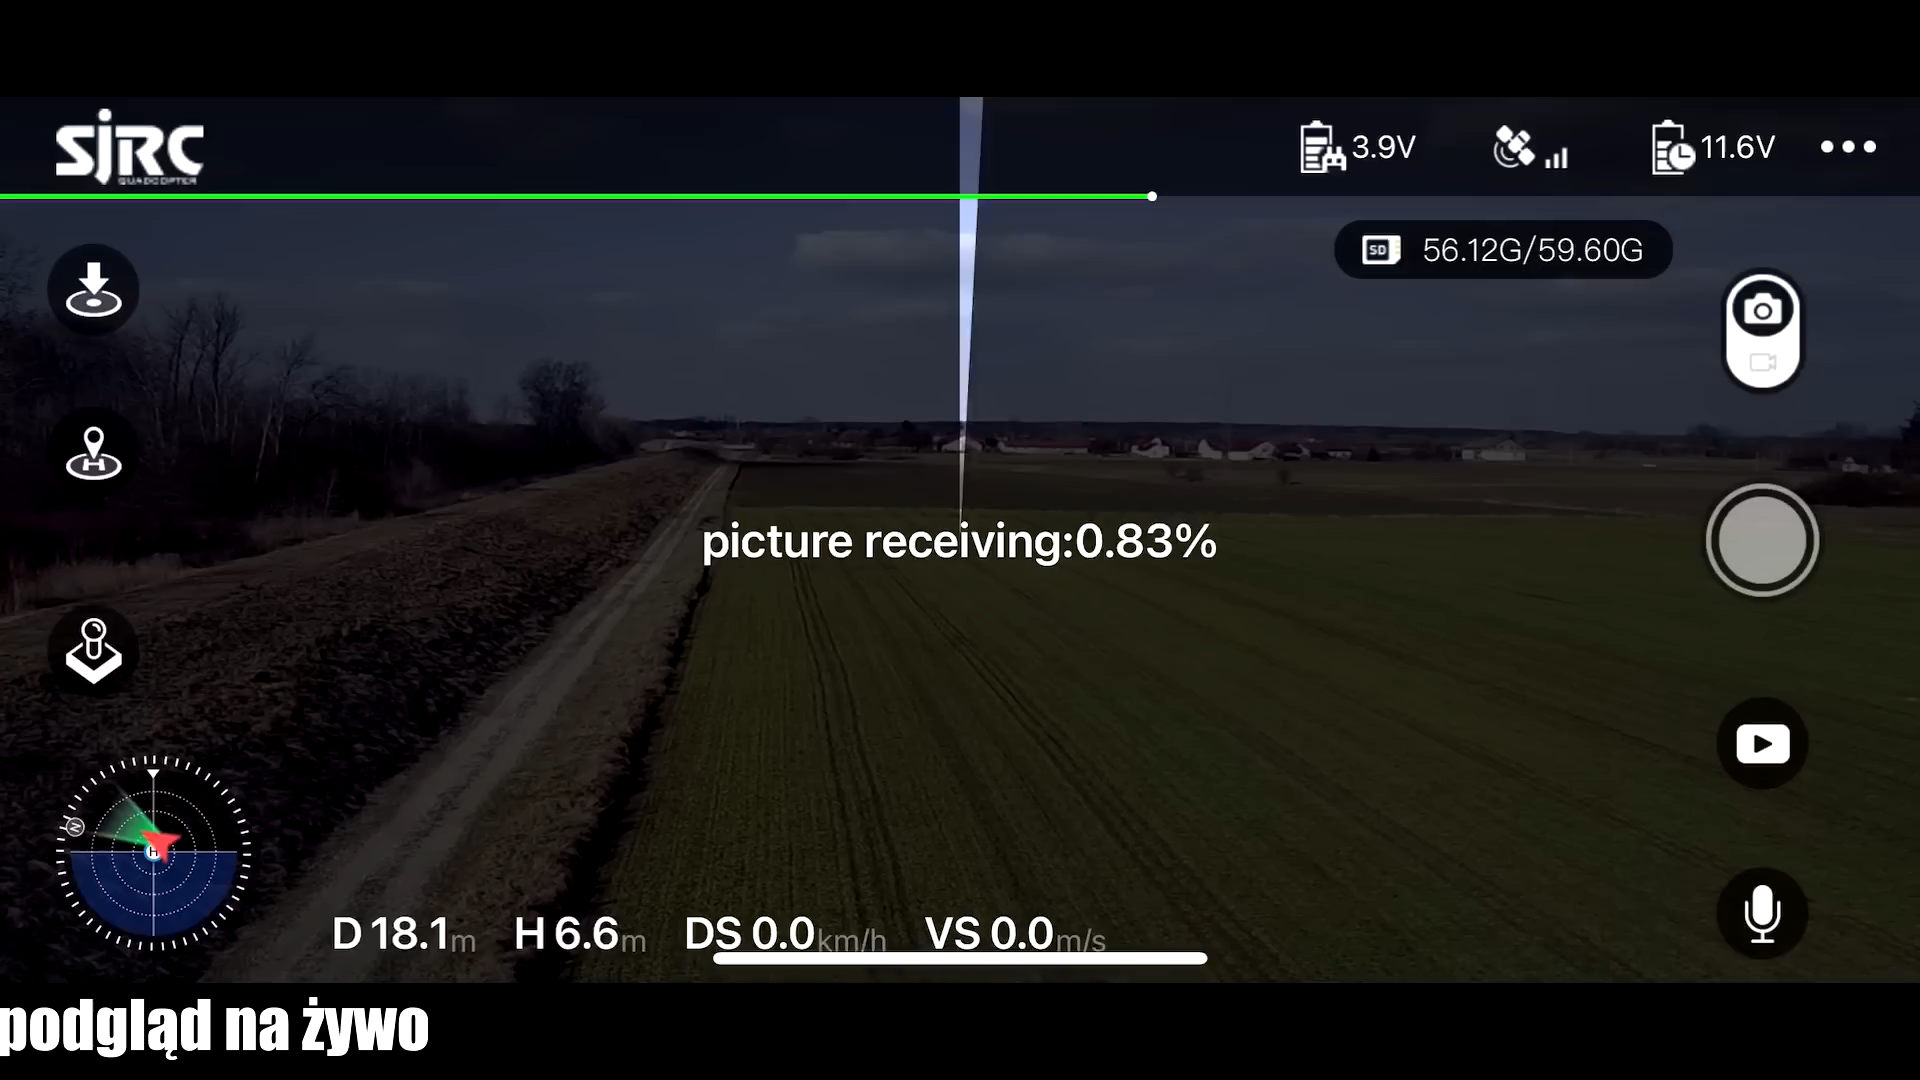 SJRC
QUADCOPTER
3.9V
11.6V
SD 56.12G/59.60G
picture receiving:0.83%
N
H
D 18.1m H 6.6m DS 0.0km/h VS 0.0m/s
podgląd na żywo